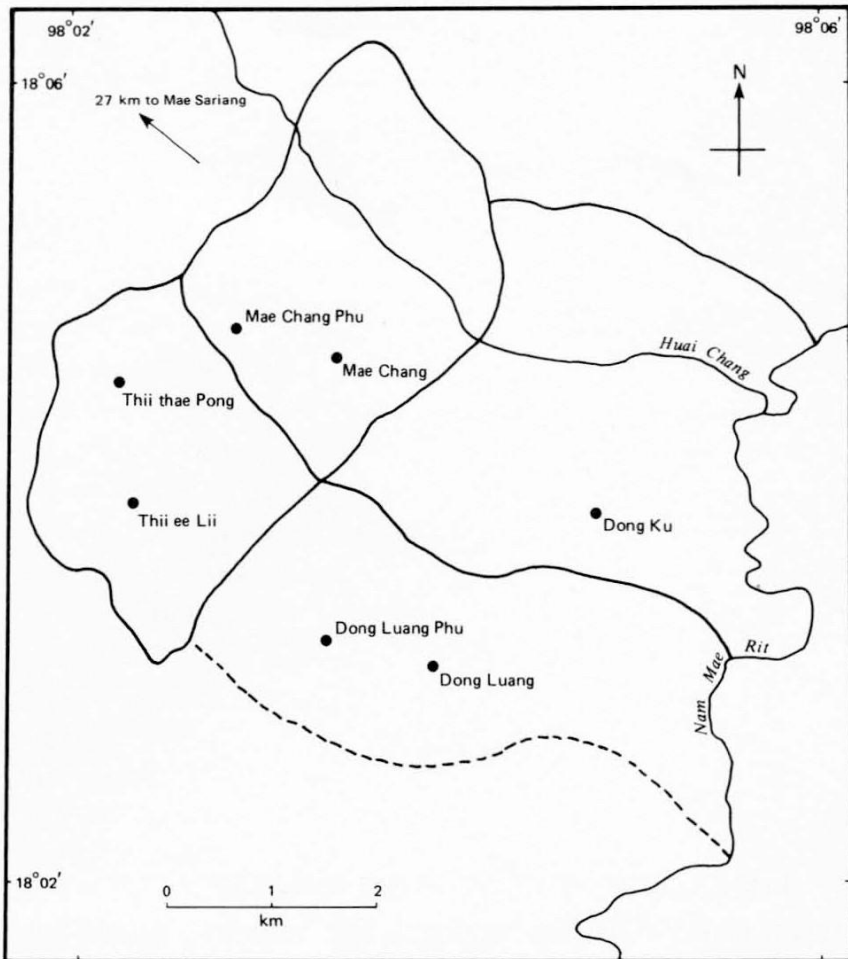 98°02′
98°06′
18°06′
27 km to Mae Sariang
N
Mae Chang Phu
Huai Chang
Mae Chang
Thii thae Pong
Thii ee Lii
Dong Ku
Dong Luang Phu
Nam Mae Rit
Dong Luang
18°02′
0 1 2
km